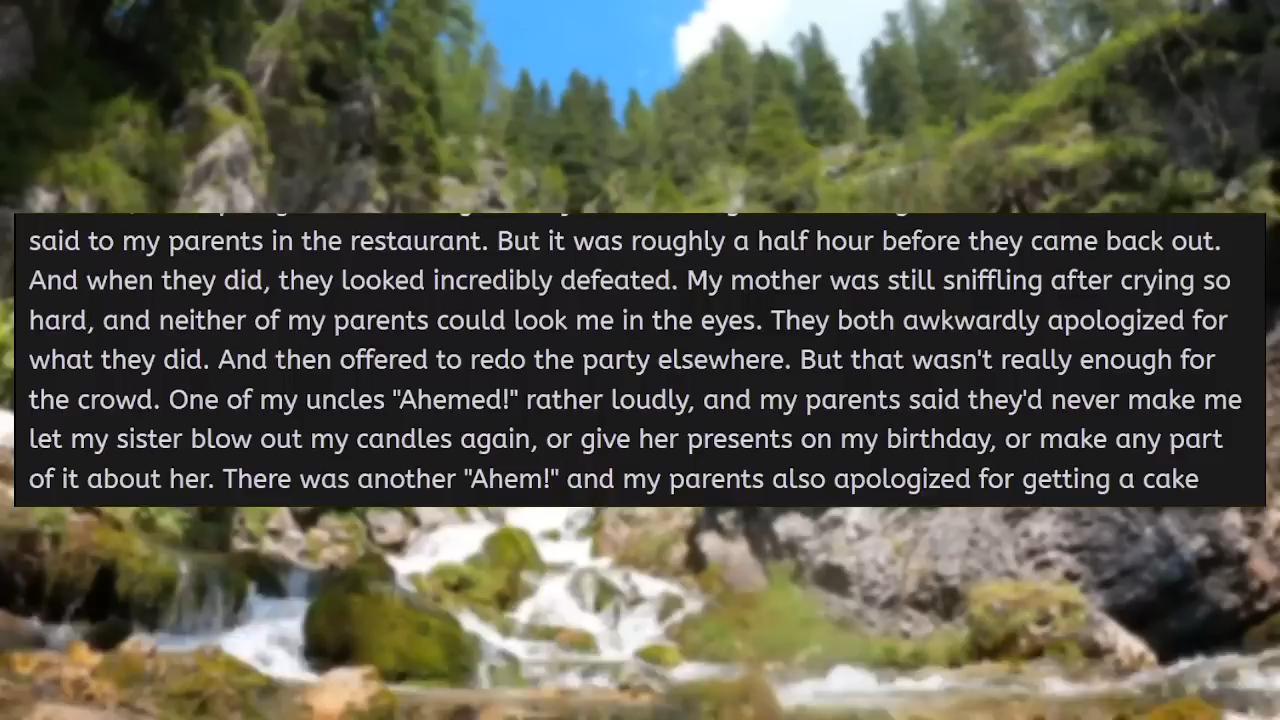 said to my parents in the restaurant. But it was roughly a half hour before they came back out.
And when they did, they looked incredibly defeated. My mother was still sniffling after crying so
hard, and neither of my parents could look me in the eyes. They both awkwardly apologized for
what they did. And then offered to redo the party elsewhere. But that wasn't really enough for
the crowd. One of my uncles "Ahemed!" rather loudly, and my parents said they'd never make me
let my sister blow out my candles again, or give her presents on my birthday, or make any part
of it about her. There was another "Ahem!" and my parents also apologized for getting a cake